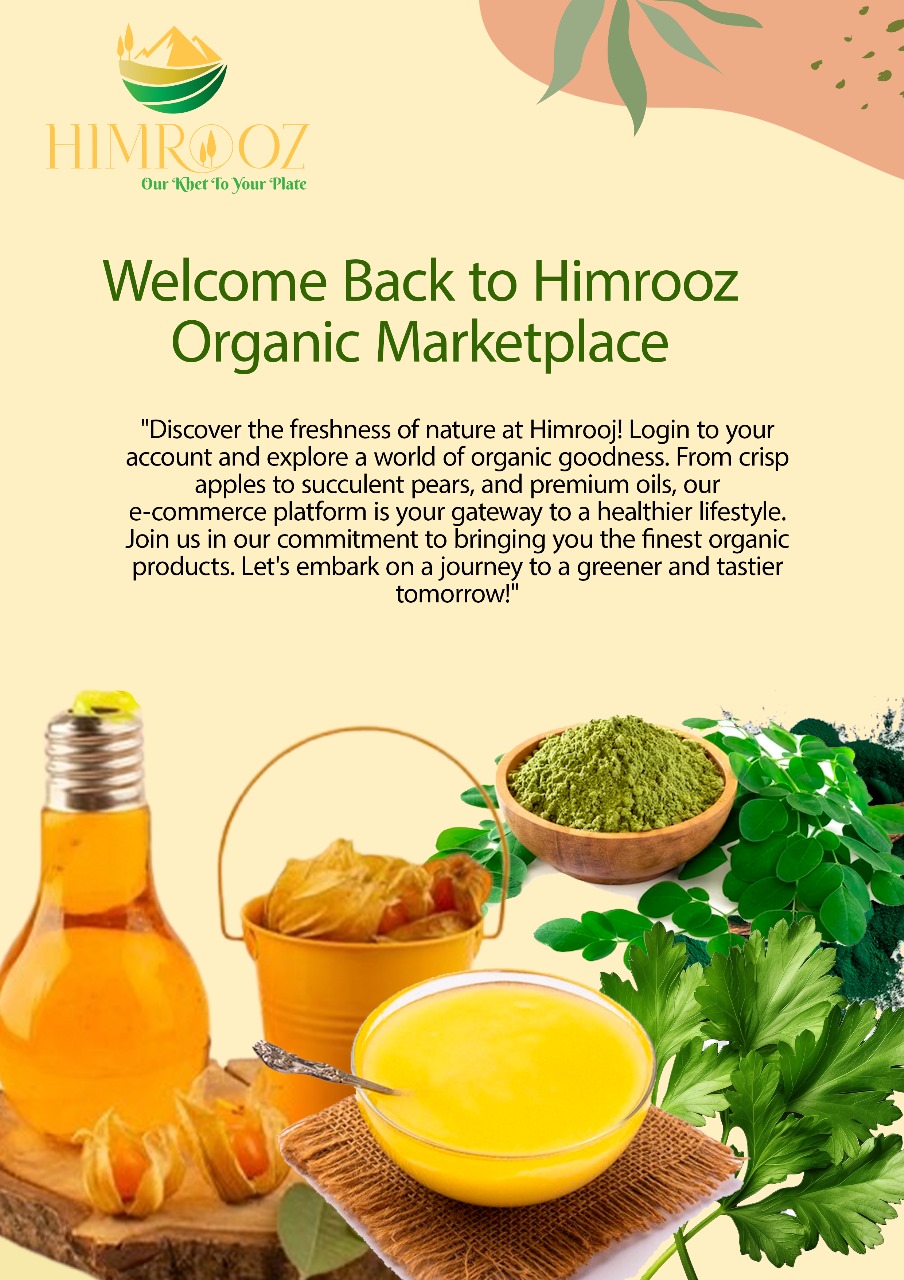 HIMROOZ
Our Khet To Your Plate
Welcome Back to Himrooz
Organic Marketplace
"Discover the freshness of nature at Himrooj! Login to your
account and explore a world of organic goodness. From crisp
apples to succulent pears, and premium oils, our
e-commerce platform is your gateway to a healthier lifestyle.
Join us in our commitment to bringing you the finest organic
products. Let's embark on a journey to a greener and tastier
tomorrow!"